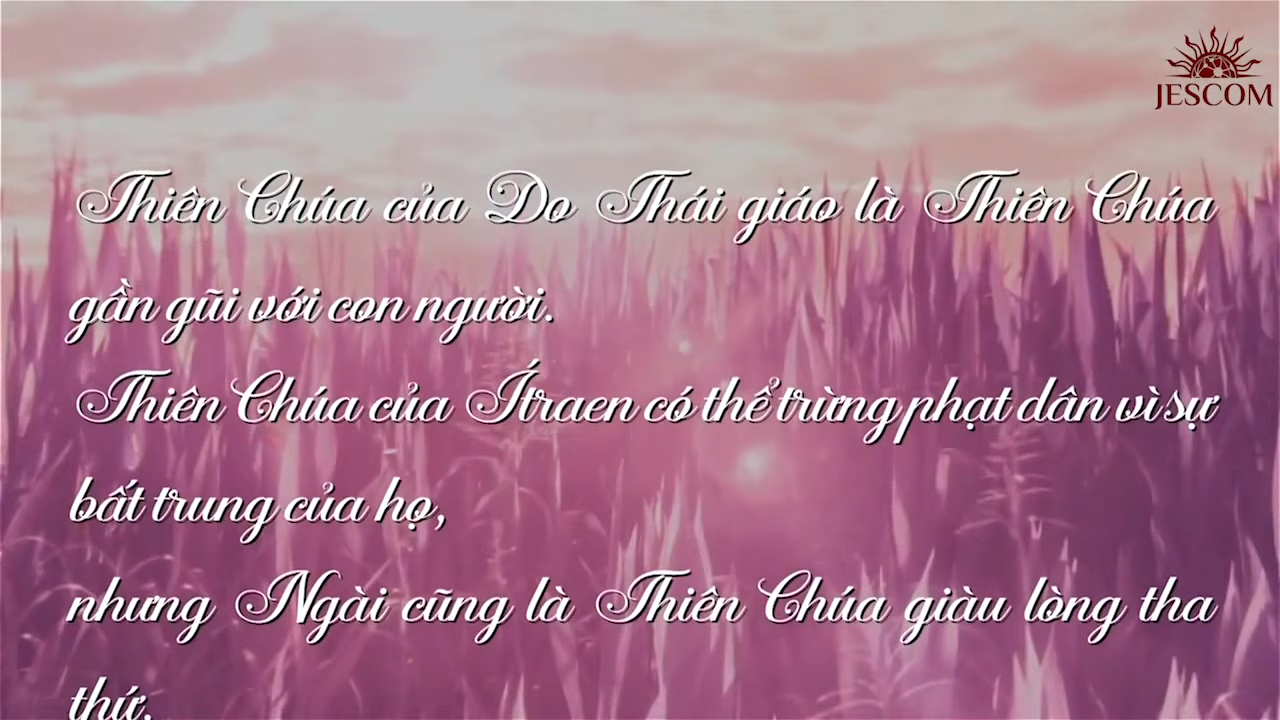 JESCOM
Thiên Chúa của Do Thái giáo là Thiên Chúa
gần gũi với con người.
Thiên Chúa của Ítraen có thể trừng phạt dân vì sự
bất trung của họ,
nhưng Ngài cũng là Thiên Chúa giàu lòng tha
thứ.